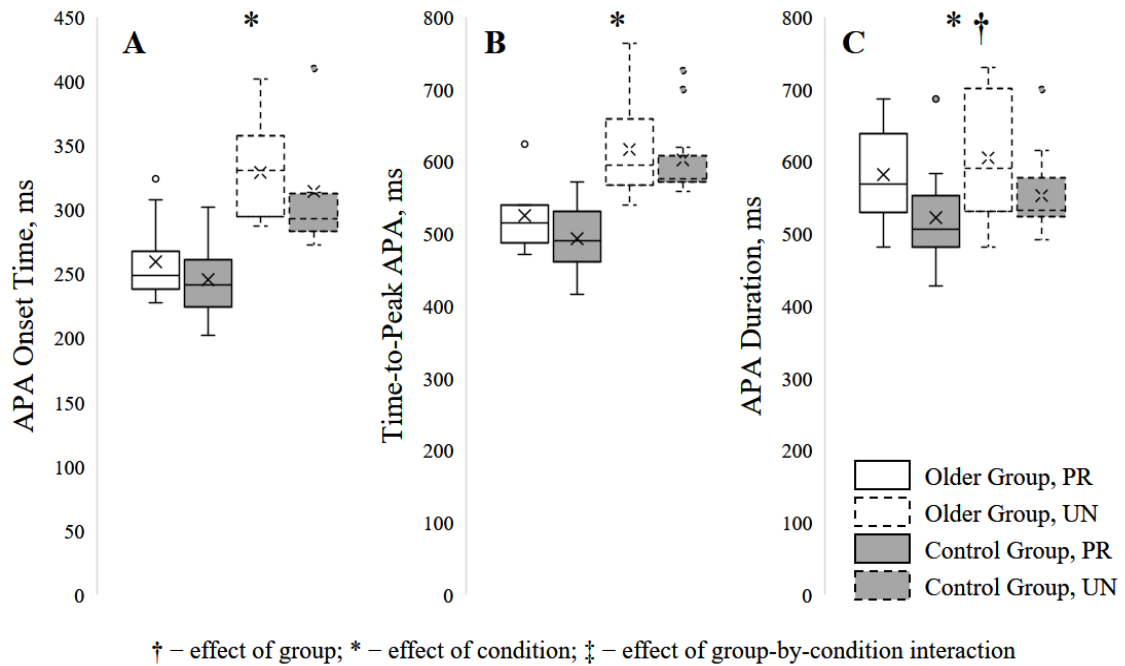 A *
APA Onset Time, ms
450
400
350
300
250
200
150
100
50
0
B *
Time-to-Peak APA, ms
800
700
600
500
400
300
200
100
0
C * †
APA Duration, ms
800
700
600
500
400
300
200
100
0
Older Group, PR
Older Group, UN
Control Group, PR
Control Group, UN
† − effect of group; * − effect of condition; ‡ − effect of group-by-condition interaction